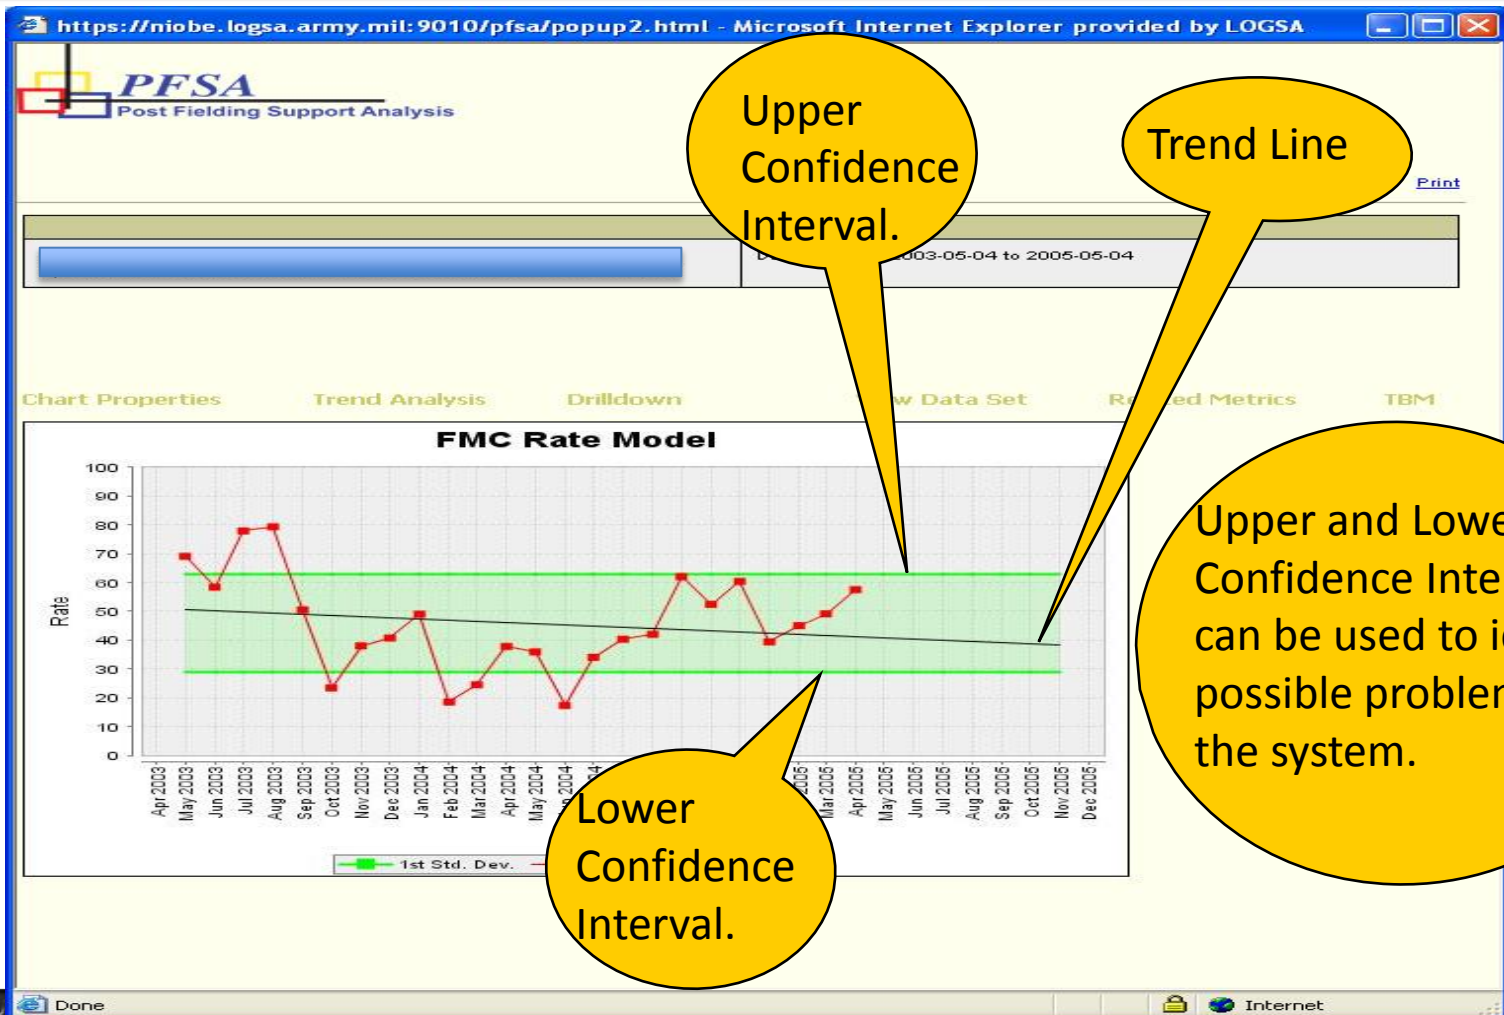 https://niobe.logsa.army.mil:9010/pfsa/popup2.html - Microsoft Internet Explorer provided by LOGSA
PFSA
Post Fielding Support Analysis
Upper
Confidence
Interval.
Trend Line
Print
2003-05-04 to 2005-05-04
Chart Properties Trend Analysis Drilldown Data Set Metrics TBM
FMC Rate Model
Rate
100
90
80
70
60
50
40
30
20
10
0
Apr 2003
May 2003
Jun 2003
Jul 2003
Aug 2003
Sep 2003
Oct 2003
Nov 2003
Dec 2003
Jan 2004
Feb 2004
Mar 2004
Apr 2004
May 2004
Mar 2005
Apr 2005
May 2005
Jun 2005
Jul 2005
Aug 2005
Sep 2005
Oct 2005
Nov 2005
Dec 2005
1st Std. Dev.
Lower
Confidence
Interval.
Upper and Lowe
Confidence Inte
can be used to i
possible problem
the system.
Done
Internet